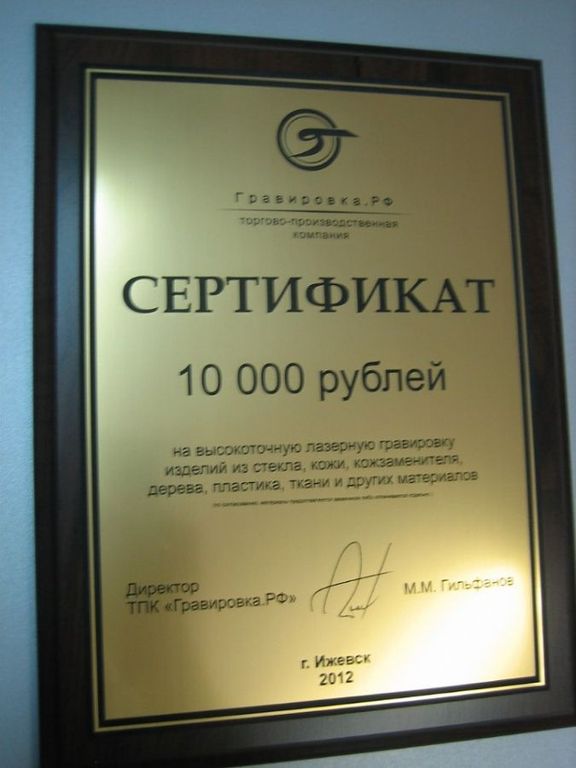 Гравировка.РФ
торгово-производственная
компания
СЕРТИФИКАТ
10 000 рублей
на высокоточную лазерную гравировку
изделий из стекла, кожи, кожзаменителя,
дерева, пластика, ткани и других материалов
Директор
ТПК «Гравировка.РФ»
М.М. Гильфанов
г. Ижевск
2012